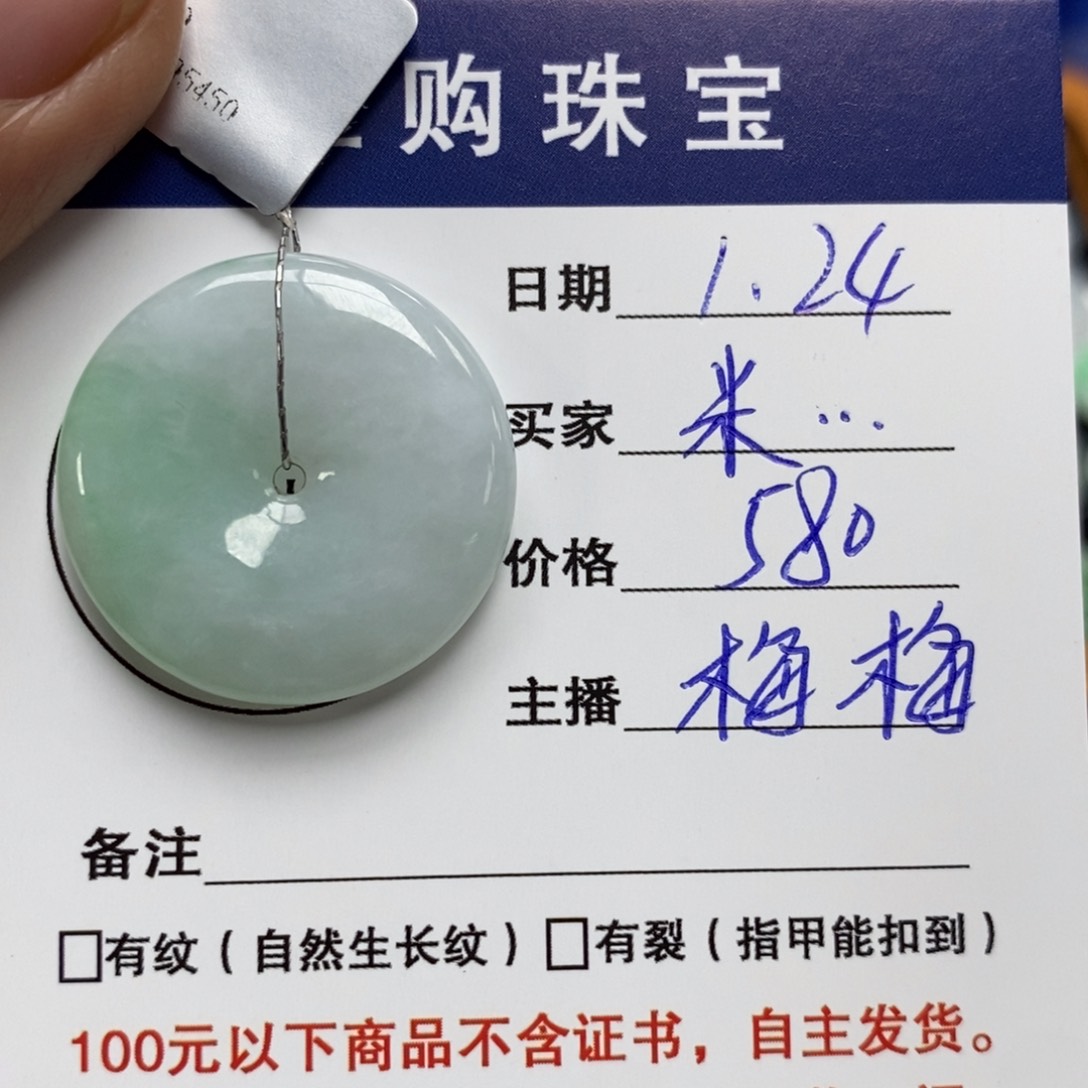 5450
购珠宝
日期 1.24
买家 米...
价格 580
主播 梅梅
备注
□有纹（自然生长纹）□有裂（指甲能扣到）
100元以下商品不含证书，自主发货。